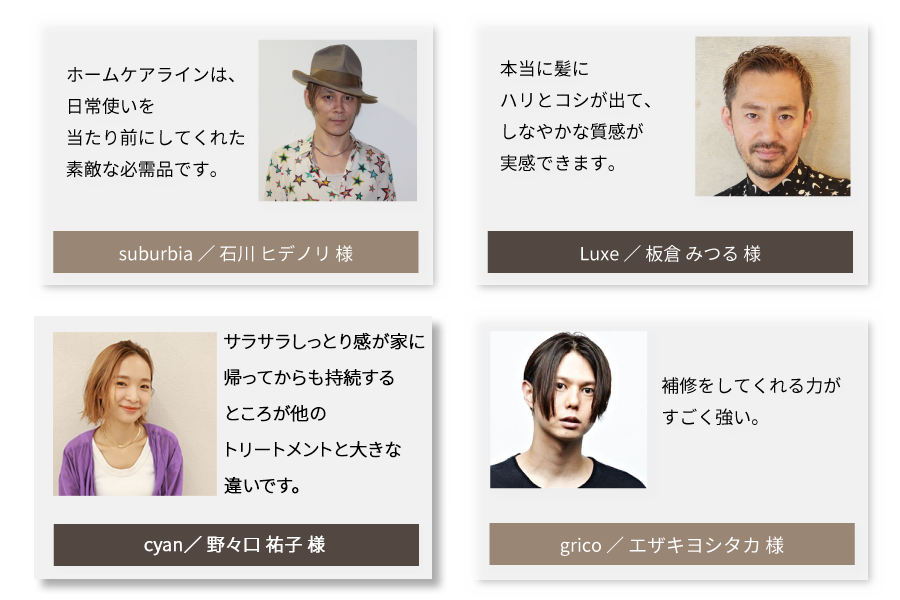 ホームケアラインは、
日常使いを
当たり前にしてくれた
素敵な必需品です。
suburbia ／ 石川 ヒデノリ 様
本当に髪に
ハリとコシが出て、
しなやかな質感が
実感できます。
Luxe ／ 板倉 みつる 様
サラサラしっとり感が家に
帰ってからも持続する
ところが他の
トリートメントと大きな
違いです。
cyan／ 野々口 祐子 様
補修をしてくれる力が
すごく強い。
grico ／ エザキヨシタカ 様